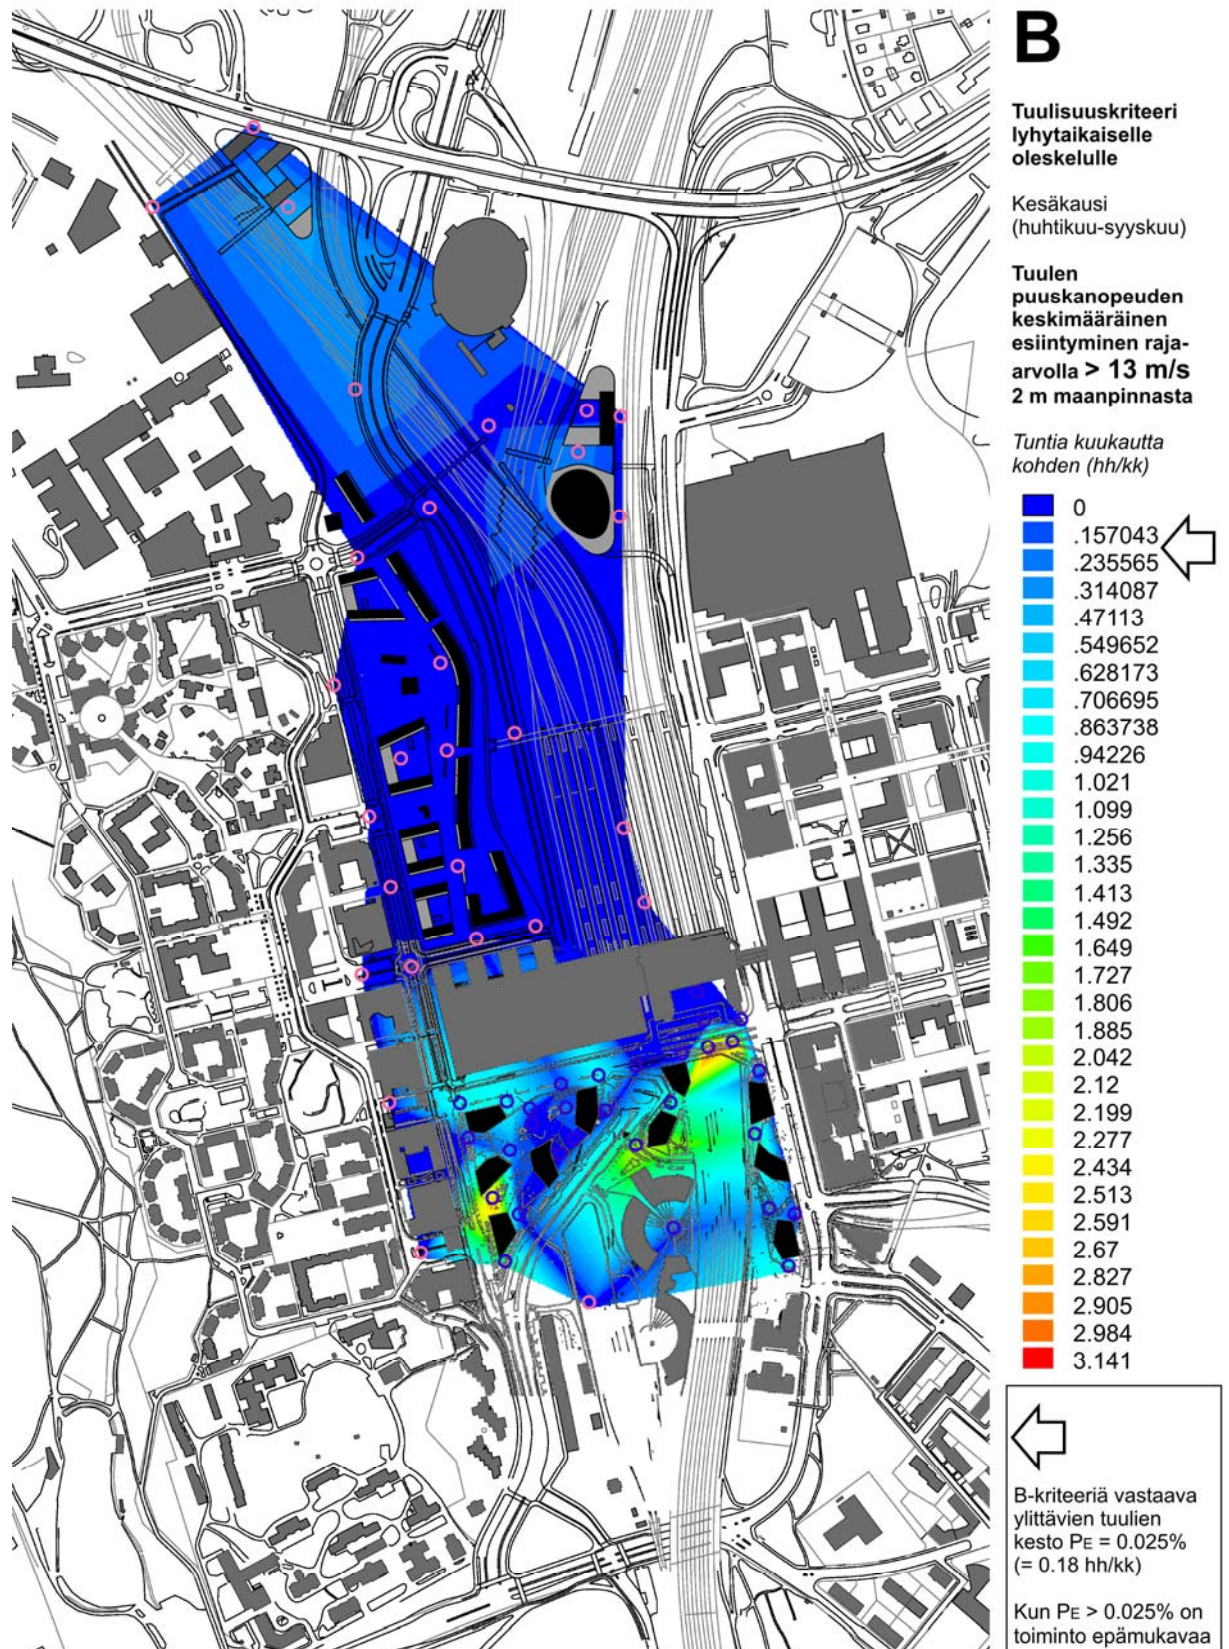 B
Tuulisuuskriteeri
lyhytaikaiselle
oleskelulle
Kesäkausi
(huhtikuu-syyskuu)
Tuulen
puuskanopeuden
keskimääräinen
esiintyminen raja-
arvolla > 13 m/s
2 m maanpinnasta
Tuntia kuukautta
kohden (hh/kk)
0
.157043
.235565
.314087
.47113
.549652
.628173
.706695
.863738
.94226
1.021
1.099
1.256
1.335
1.413
1.492
1.649
1.727
1.806
1.885
2.042
2.12
2.199
2.277
2.434
2.513
2.591
2.67
2.827
2.905
2.984
3.141
B-kriteeriä vastaava
ylittävien tuulien
kesto PE = 0.025%
(= 0.18 hh/kk)
Kun PE > 0.025% on
toiminto epämukavaa